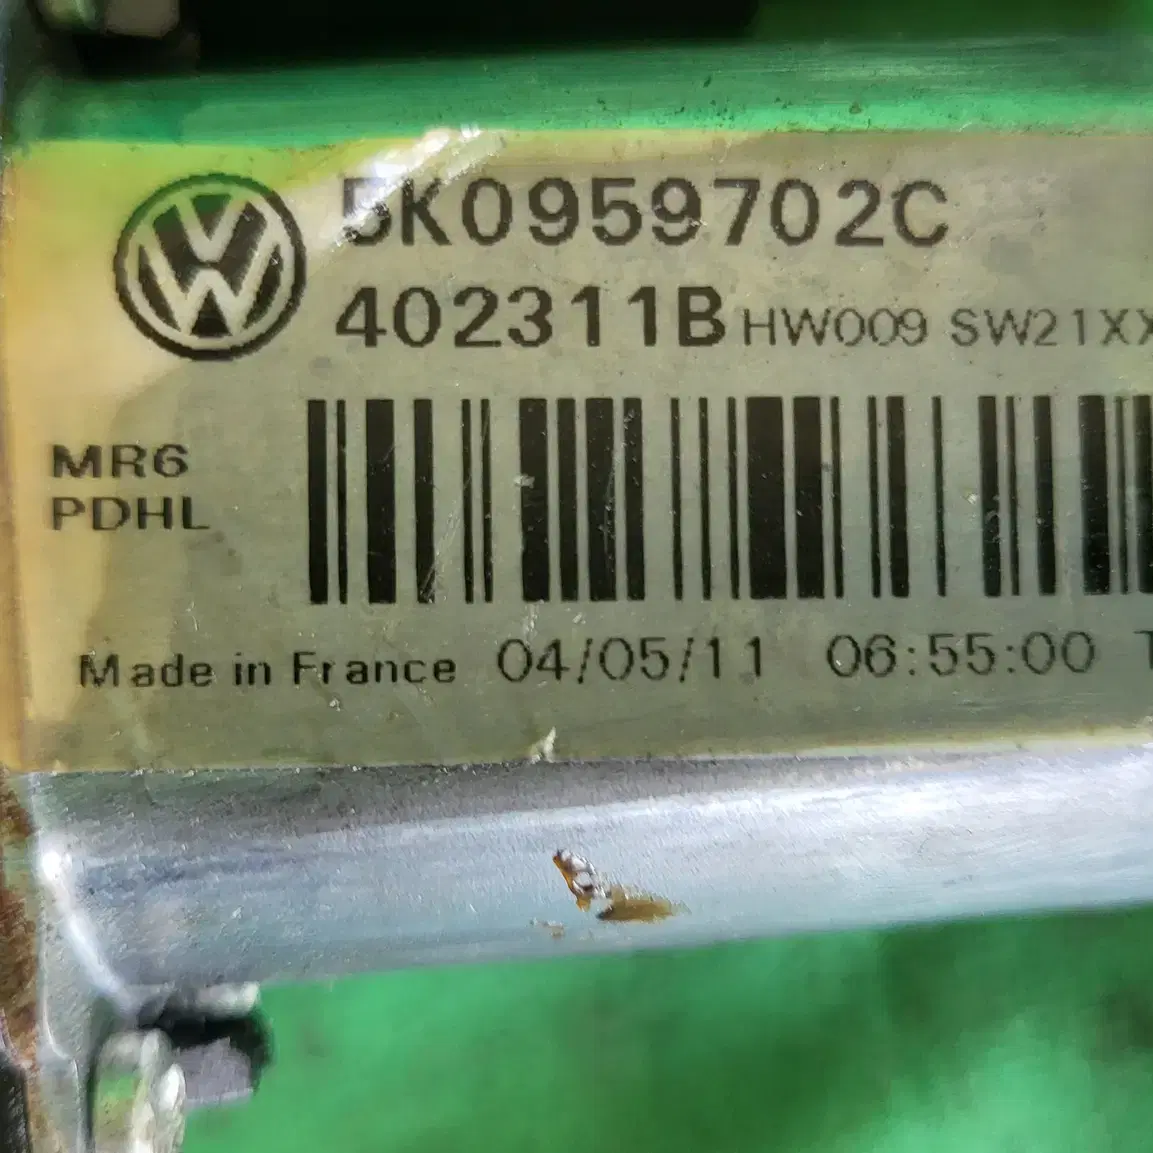 5K0959702C
402311B HW009 SW21XX
MR6
PDHL
Made in France 04/05/11 06:55:00 T